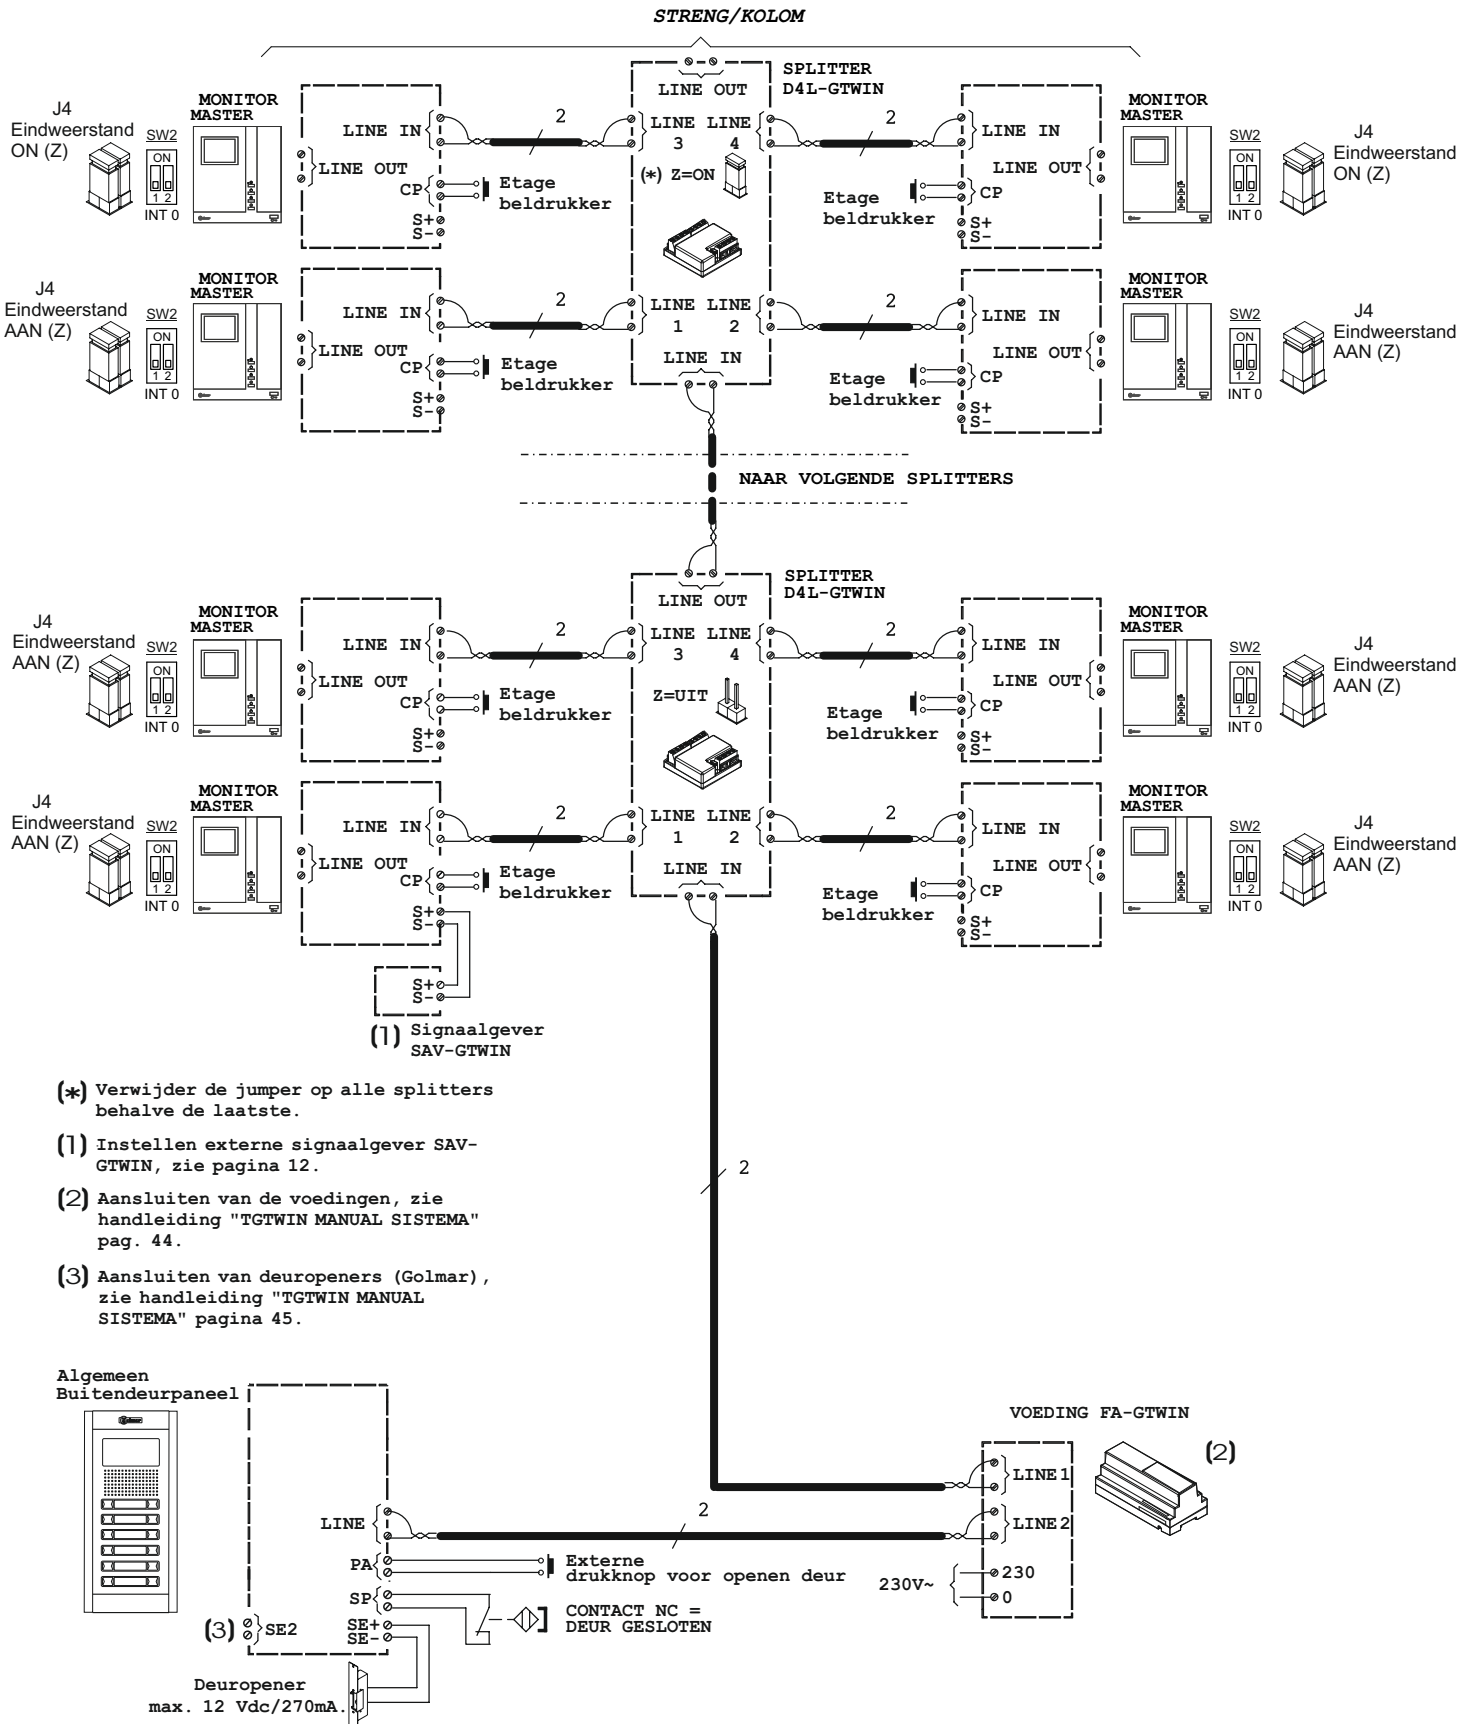 STRENG/KOLOM
SPLITTER
D4L-GTWIN
LINE OUT
LINE LINE
3 4
(*) Z=ON
LINE LINE
1 2
LINE IN
J4
Eindweerstand
ON (Z)
SW2
ON
1 2
INT 0
MONITOR
MASTER
LINE IN
LINE OUT
CP
S+
S-
2
Etage
beldrukker
2
Etage
beldrukker
LINE IN
LINE OUT
CP
S+
S-
MONITOR
MASTER
SW2
ON
1 2
INT 0
J4
Eindweerstand
ON (Z)
J4
Eindweerstand
AAN (Z)
SW2
ON
1 2
INT 0
MONITOR
MASTER
LINE IN
LINE OUT
CP
S+
S-
2
Etage
beldrukker
2
Etage
beldrukker
LINE IN
LINE OUT
CP
S+
S-
MONITOR
MASTER
SW2
ON
1 2
INT 0
J4
Eindweerstand
AAN (Z)
NAAR VOLGENDE SPLITTERS
SPLITTER
D4L-GTWIN
LINE OUT
LINE LINE
3 4
Z=UIT
LINE LINE
1 2
LINE IN
J4
Eindweerstand
AAN (Z)
SW2
ON
1 2
INT 0
MONITOR
MASTER
LINE IN
LINE OUT
CP
S+
S-
2
Etage
beldrukker
2
Etage
beldrukker
LINE IN
LINE OUT
CP
S+
S-
MONITOR
MASTER
SW2
ON
1 2
INT 0
J4
Eindweerstand
AAN (Z)
J4
Eindweerstand
AAN (Z)
SW2
ON
1 2
INT 0
MONITOR
MASTER
LINE IN
LINE OUT
CP
S+
S-
2
Etage
beldrukker
2
Etage
beldrukker
LINE IN
LINE OUT
CP
S+
S-
MONITOR
MASTER
SW2
ON
1 2
INT 0
J4
Eindweerstand
AAN (Z)
S+
S-
(1) Signaalgever
SAV-GTWIN
(*) Verwijder de jumper op alle splitters
behalve de laatste.
(1) Instellen externe signaalgever SAV-
GTWIN, zie pagina 12.
(2) Aansluiten van de voedingen, zie
handleiding "TGTWIN MANUAL SISTEMA"
pag. 44.
(3) Aansluiten van deuropeners (Golmar),
zie handleiding "TGTWIN MANUAL
SISTEMA" pagina 45.
2
Algemeen
Buitendeurpaneel
LINE
PA
SP
SE+
SE-
(3) SE2
2
Externe
drukknop voor openen deur
CONTACT NC =
DEUR GESLOTEN
Deuropener
max. 12 Vdc/270mA.
VOEDING FA-GTWIN
(2)
LINE1
LINE2
230V~
230
0